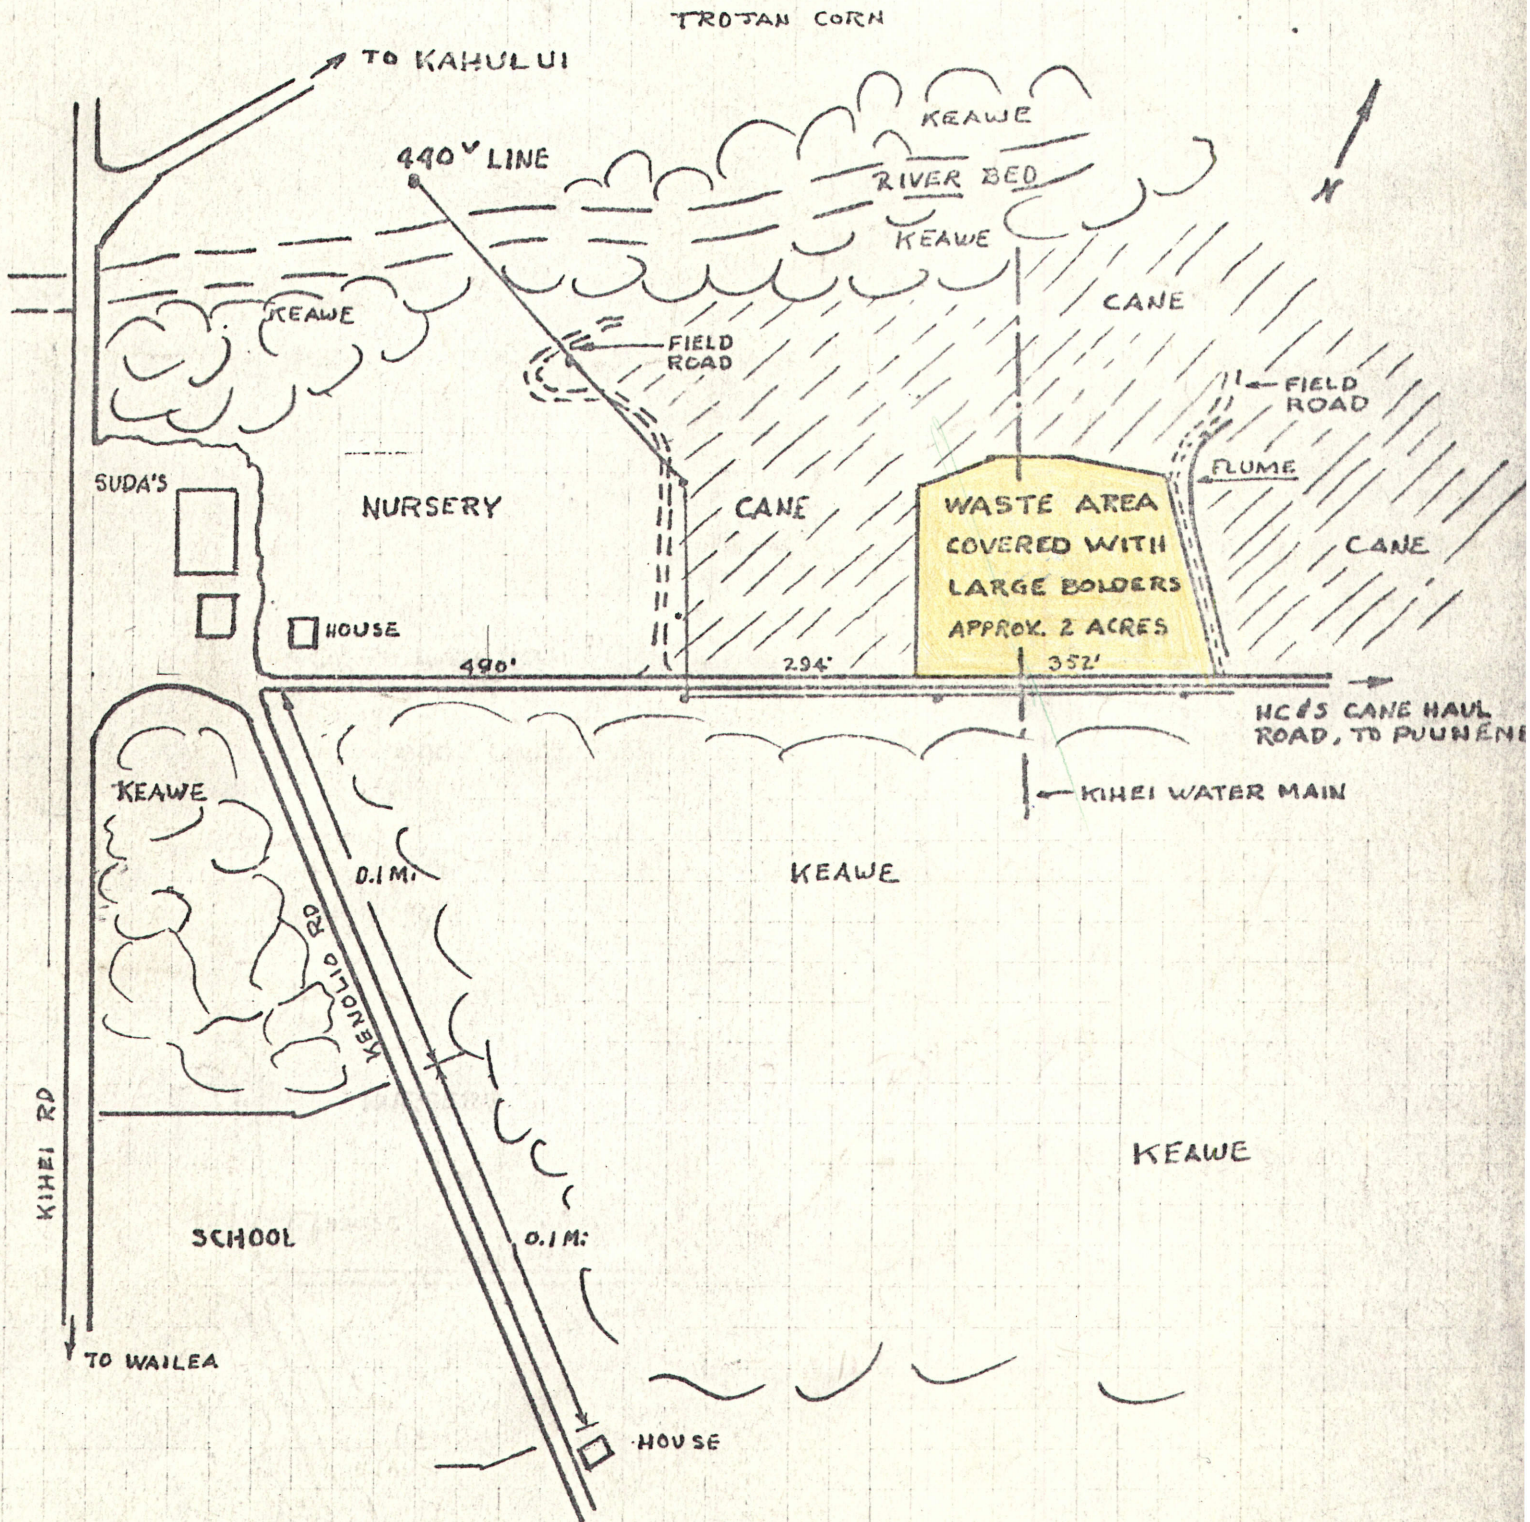 TROJAN CORN
TO KAHULUI
KEAWE
440V LINE
RIVER BED
N
KEAWE
CANE
KEAWE
FIELD
ROAD
FIELD
ROAD
FLUME
SUDA'S
NURSERY
CANE
WASTE AREA
COVERED WITH
LARGE BOLDERS
APPROX. 2 ACRES
CANE
HOUSE
490'
294'
352'
HC&S CANE HAUL
ROAD, TO PUUNENE
KEAWE
KIHEI WATER MAIN
0.1 MI
KEAWE
KENOLIO RD
KIHEI RD
KEAWE
SCHOOL
0.1 MI
TO WAILEA
HOUSE